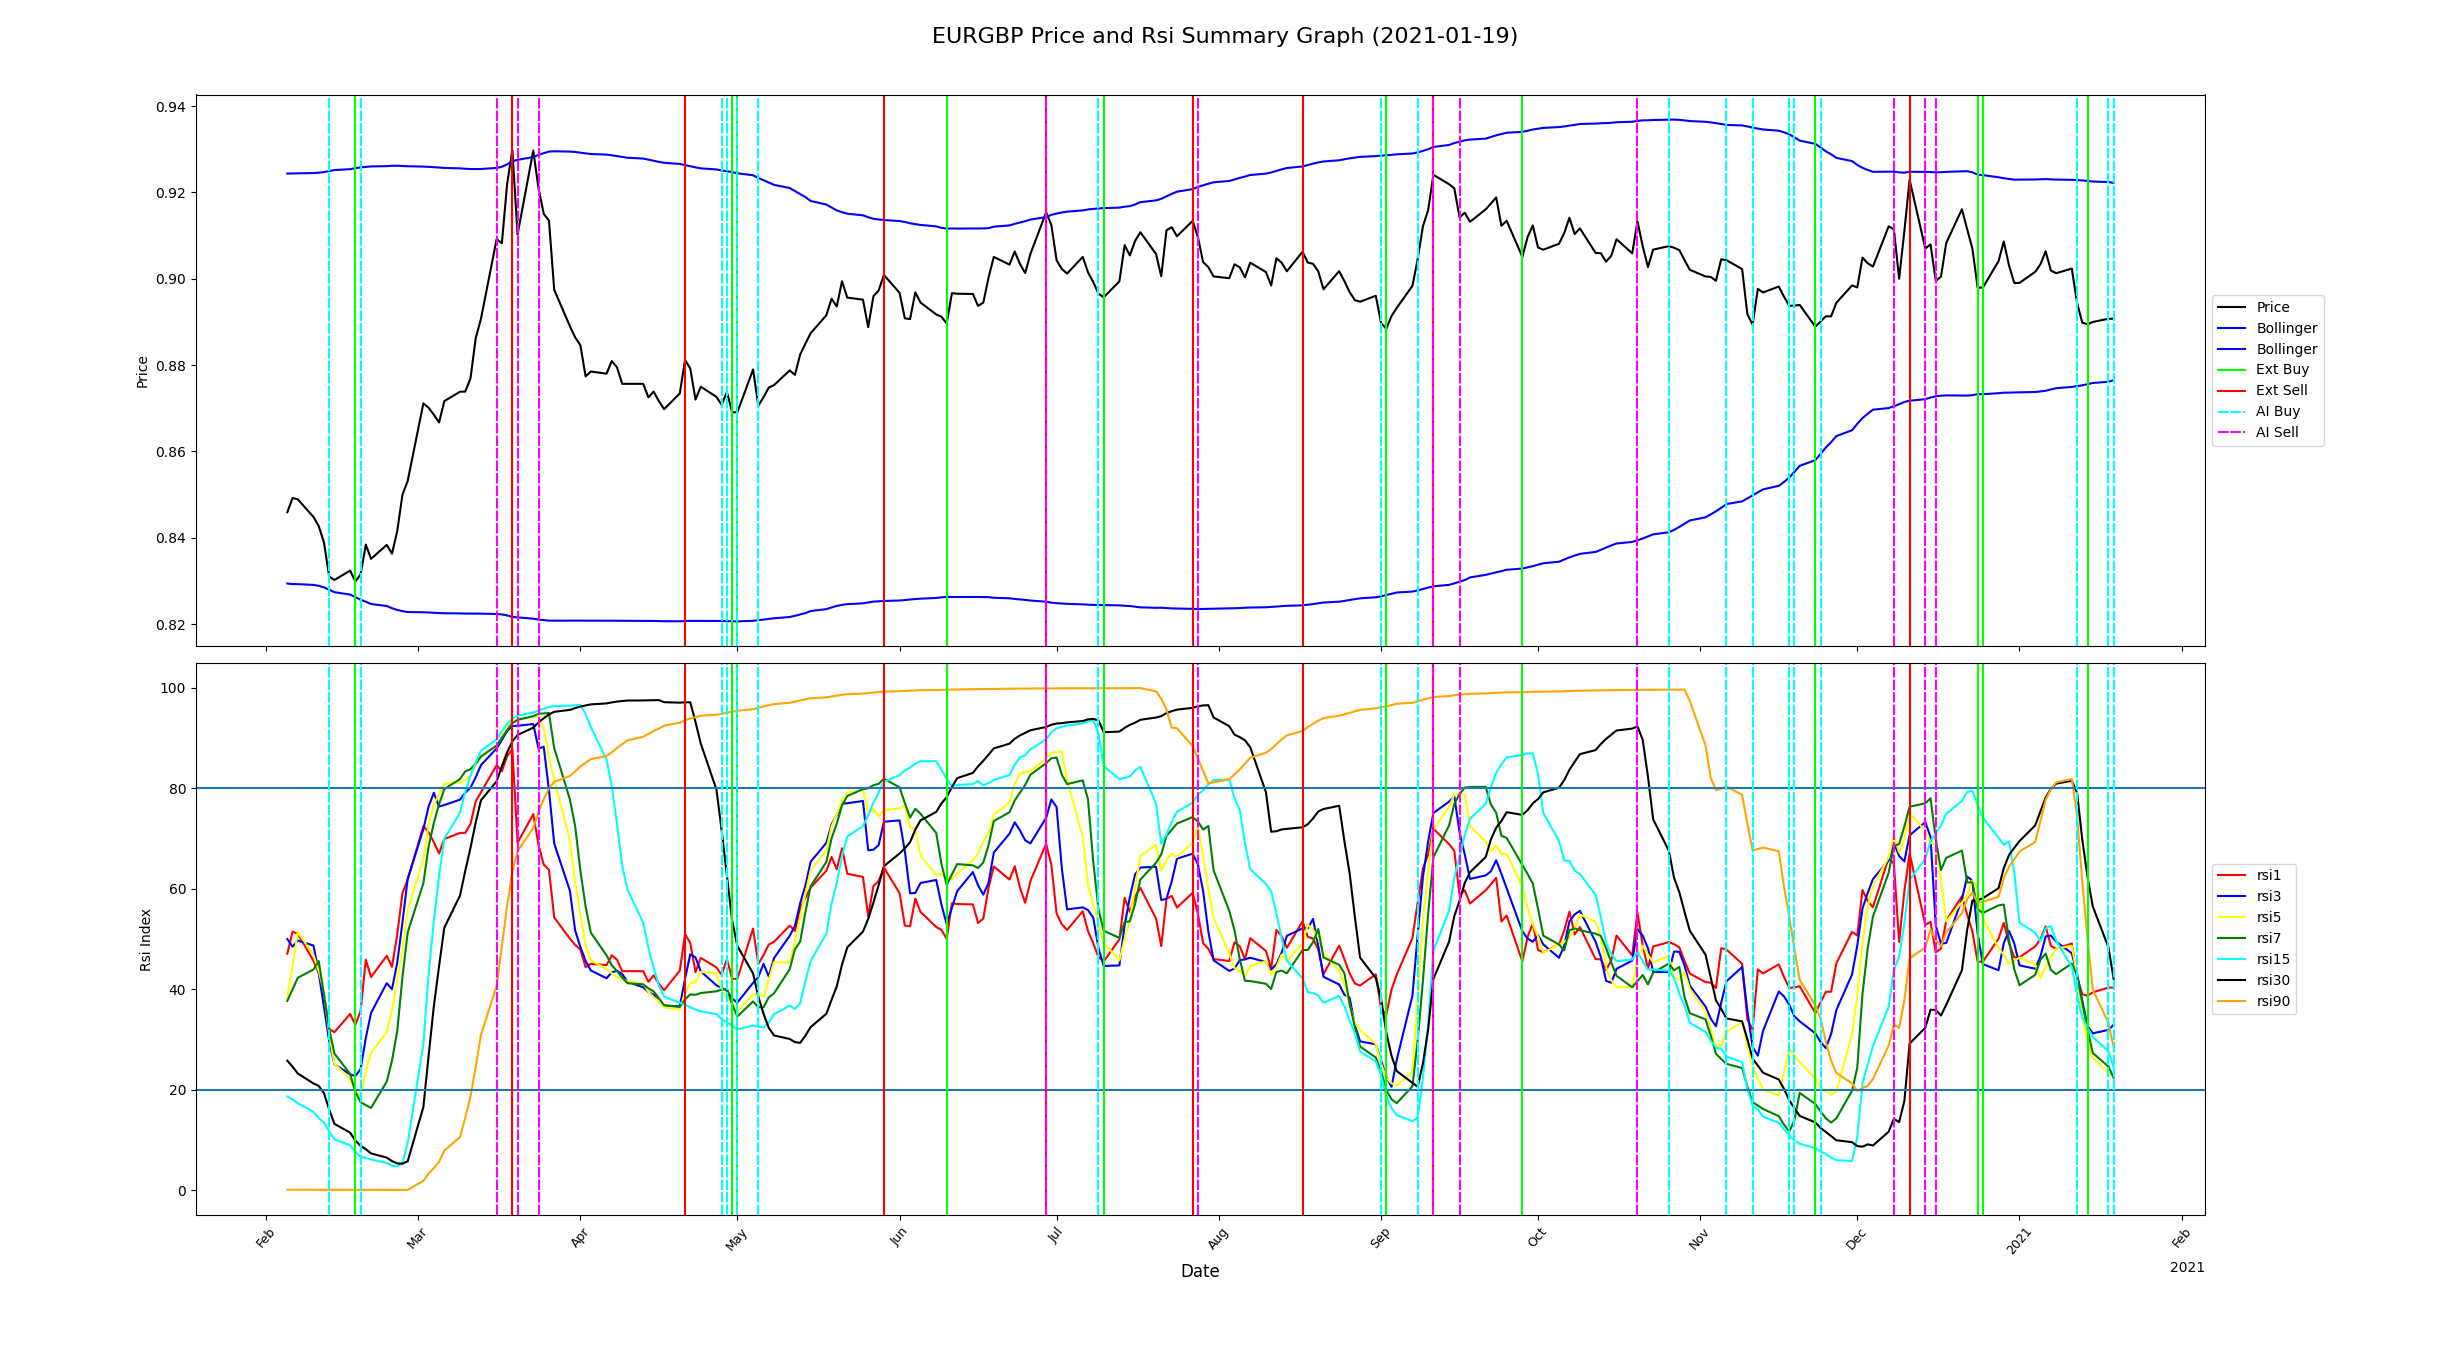 EURGBP Price and Rsi Summary Graph (2021-01-19)
0.94
0.92
0.90
0.88
0.86
0.84
0.82
Price
Price
Bollinger
Bollinger
Ext Buy
Ext Sell
AI Buy
AI Sell
100
80
60
40
20
0
Rsi Index
rsi1
rsi3
rsi5
rsi7
rsi15
rsi30
rsi90
Feb
Mar
Apr
May
Jun
Jul
Aug
Sep
Oct
Nov
Dec
2021
Feb
Date
2021